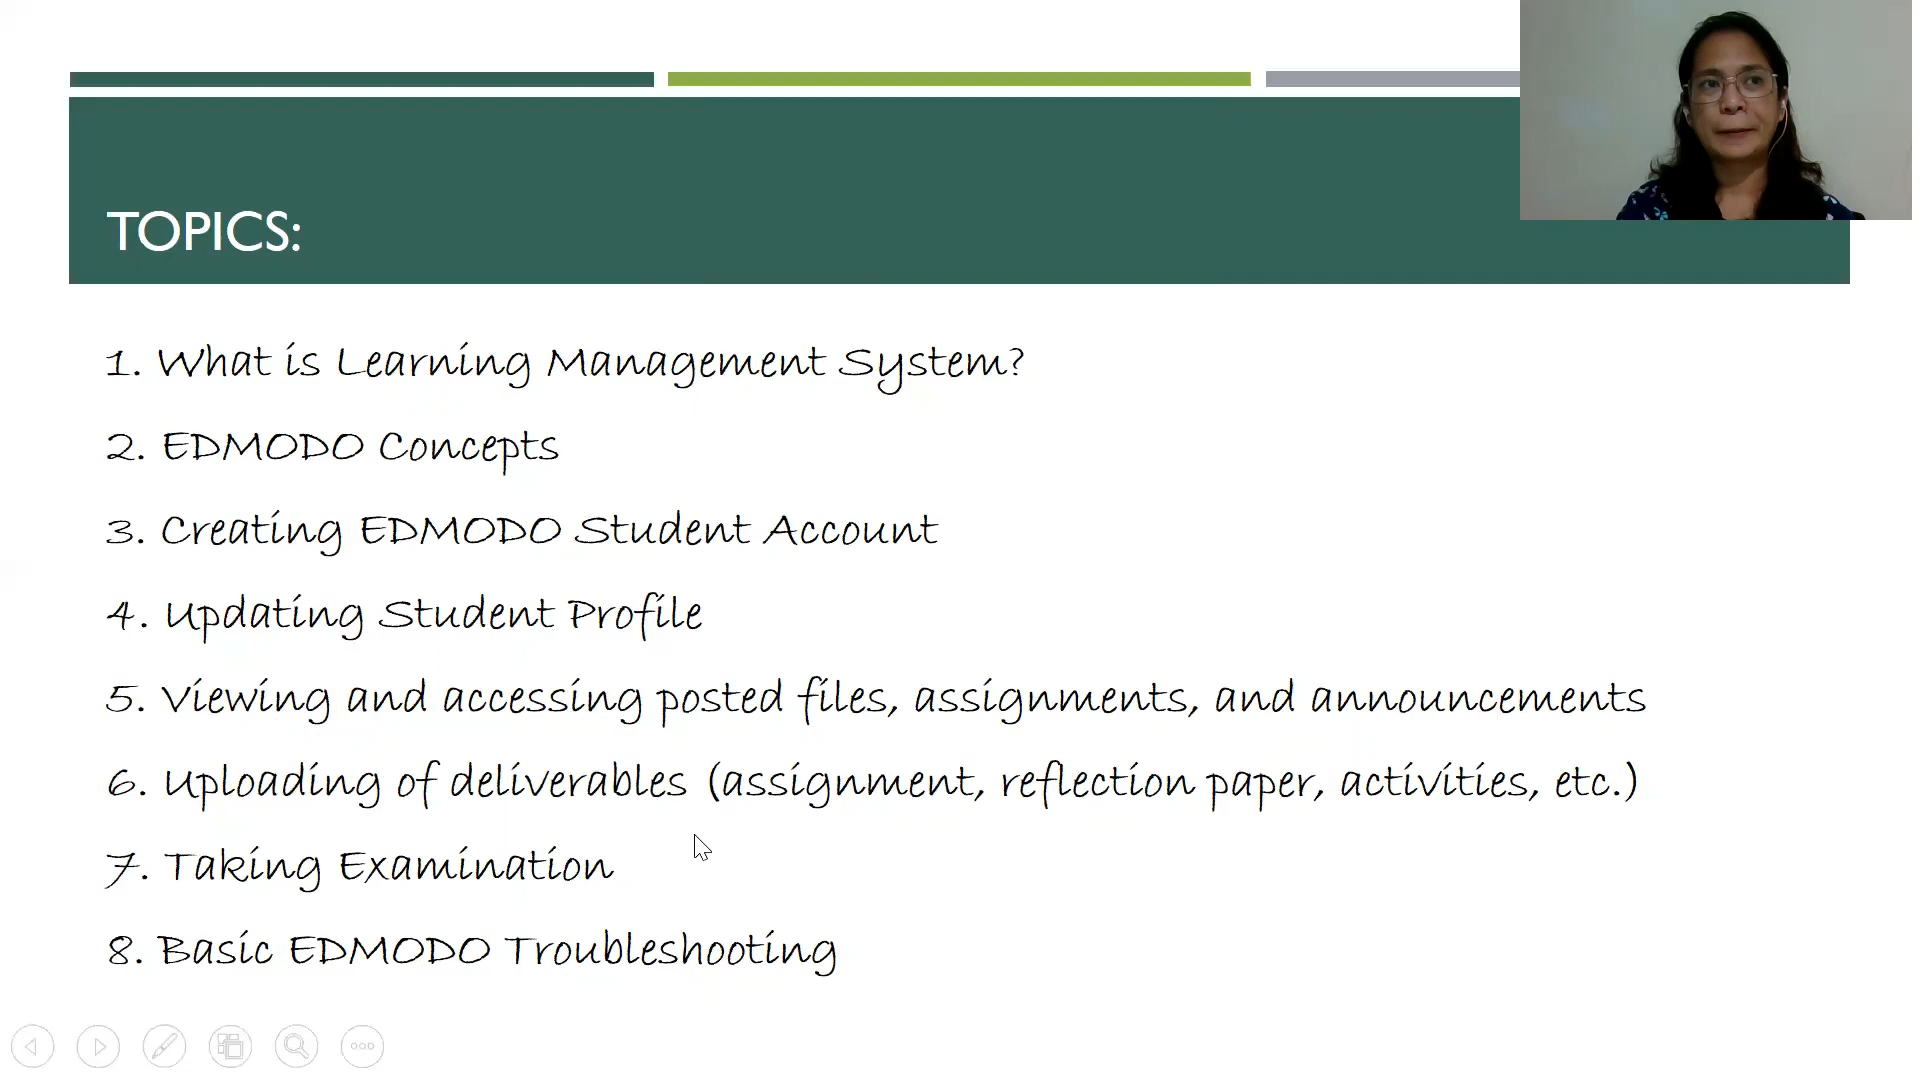 TOPICS:
1. What is Learning Management System?
2. EDMODO Concepts
3. Creating EDMODO Student Account
4. Updating Student Profile
5. Viewing and accessing posted files, assignments, and announcements
6. Uploading of deliverables (assignment, reflection paper, activities, etc.)
7. Taking Examination
8. Basic EDMODO Troubleshooting